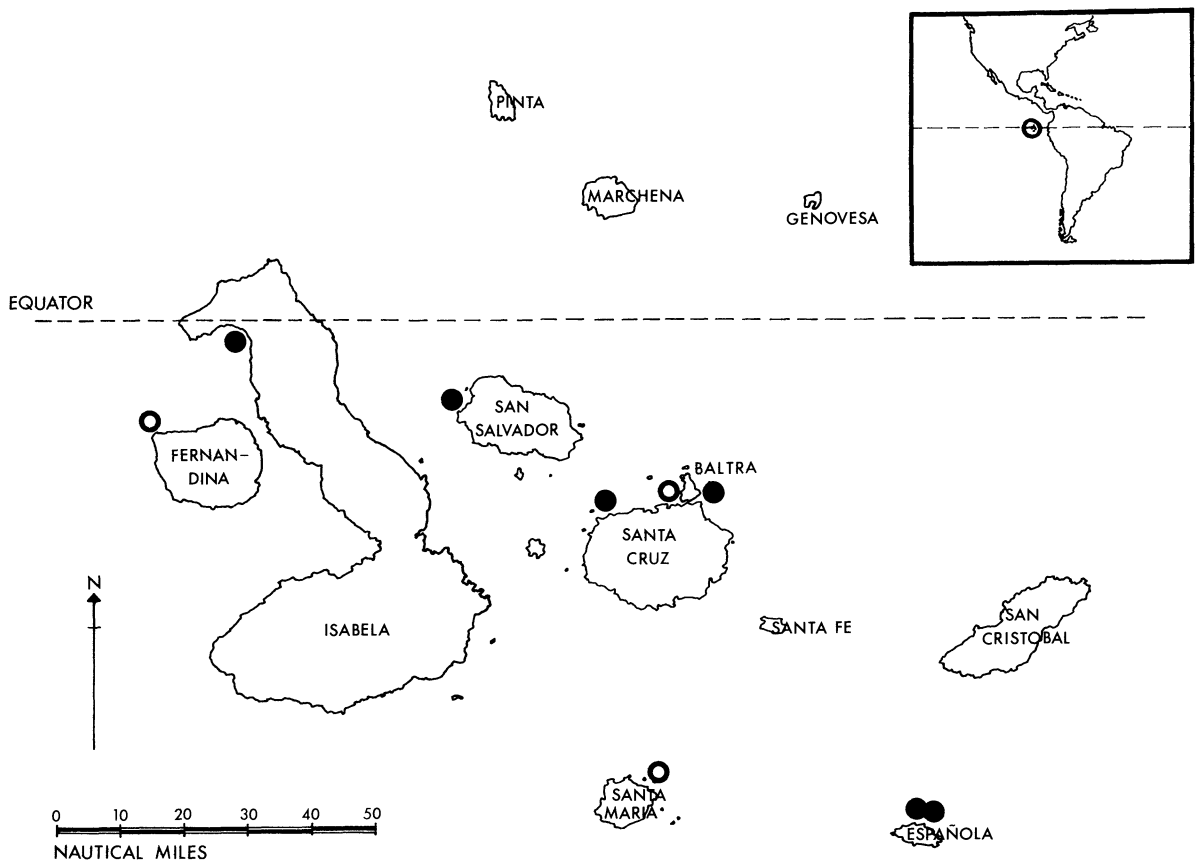 PINTA
MARCHENA
GENOVESA
EQUATOR
SAN
SALVADOR
FERNAN–
DINA
BALTRA
SANTA
CRUZ
N
ISABELA
SANTA FE
SAN
CRISTOBAL
SANTA
MARIA
ESPAÑOLA
0 10 20 30 40 50
NAUTICAL MILES